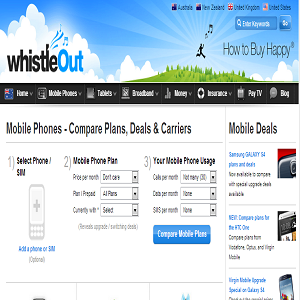 Australia New Zealand United Kingdom United States
Enter Keywords Go
whistleOut
How to Buy Happy
Home Mobile Phones Tablets Broadband Money Insurance Pay TV Blog
Mobile Phones - Compare Plans, Deals & Carriers
Mobile Deals
1) Select Phone / SIM
Add a phone or SIM
(Optional)
2) Mobile Phone Plan
Price per month Don't care
Plan / Prepaid All Plans
Currently with * Select
(Reveals upgrade / switching deals)
3) Your Mobile Phone Usage
Calls per month Not many (30)
Data per month None
SMS per month None
Compare Mobile Plans
Samsung GALAXY S4
plans and deals
Now available to compare
with special upgrade deals
available
NEW! Compare plans for
the HTC One
Compare plans from
Vodafone, Optus, and Virgin
Mobile
Virgin Mobile Upgrade
Special on Galaxy S4